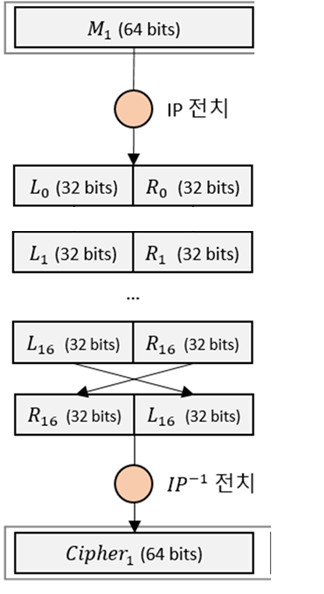 M₁ (64 bits)
IP 전치
L₀ (32 bits) R₀ (32 bits)
L₁ (32 bits) R₁ (32 bits)
...
L₁₆ (32 bits) R₁₆ (32 bits)
R₁₆ (32 bits) L₁₆ (32 bits)
IP⁻¹ 전치
Cipher₁ (64 bits)